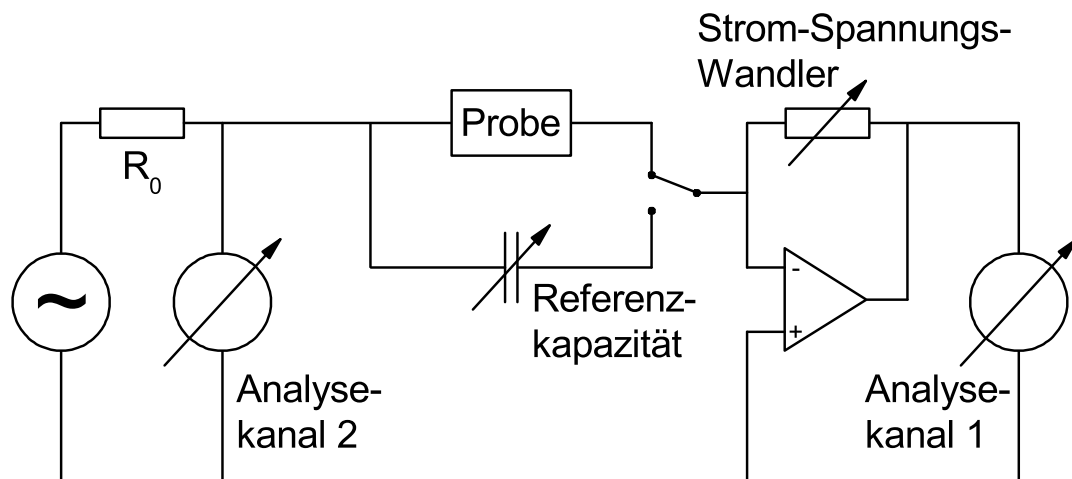 Strom-Spannungs-
Wandler
Probe
R0
~
-
+
Referenz-
kapazität
Analyse-
kanal 2
Analyse-
kanal 1